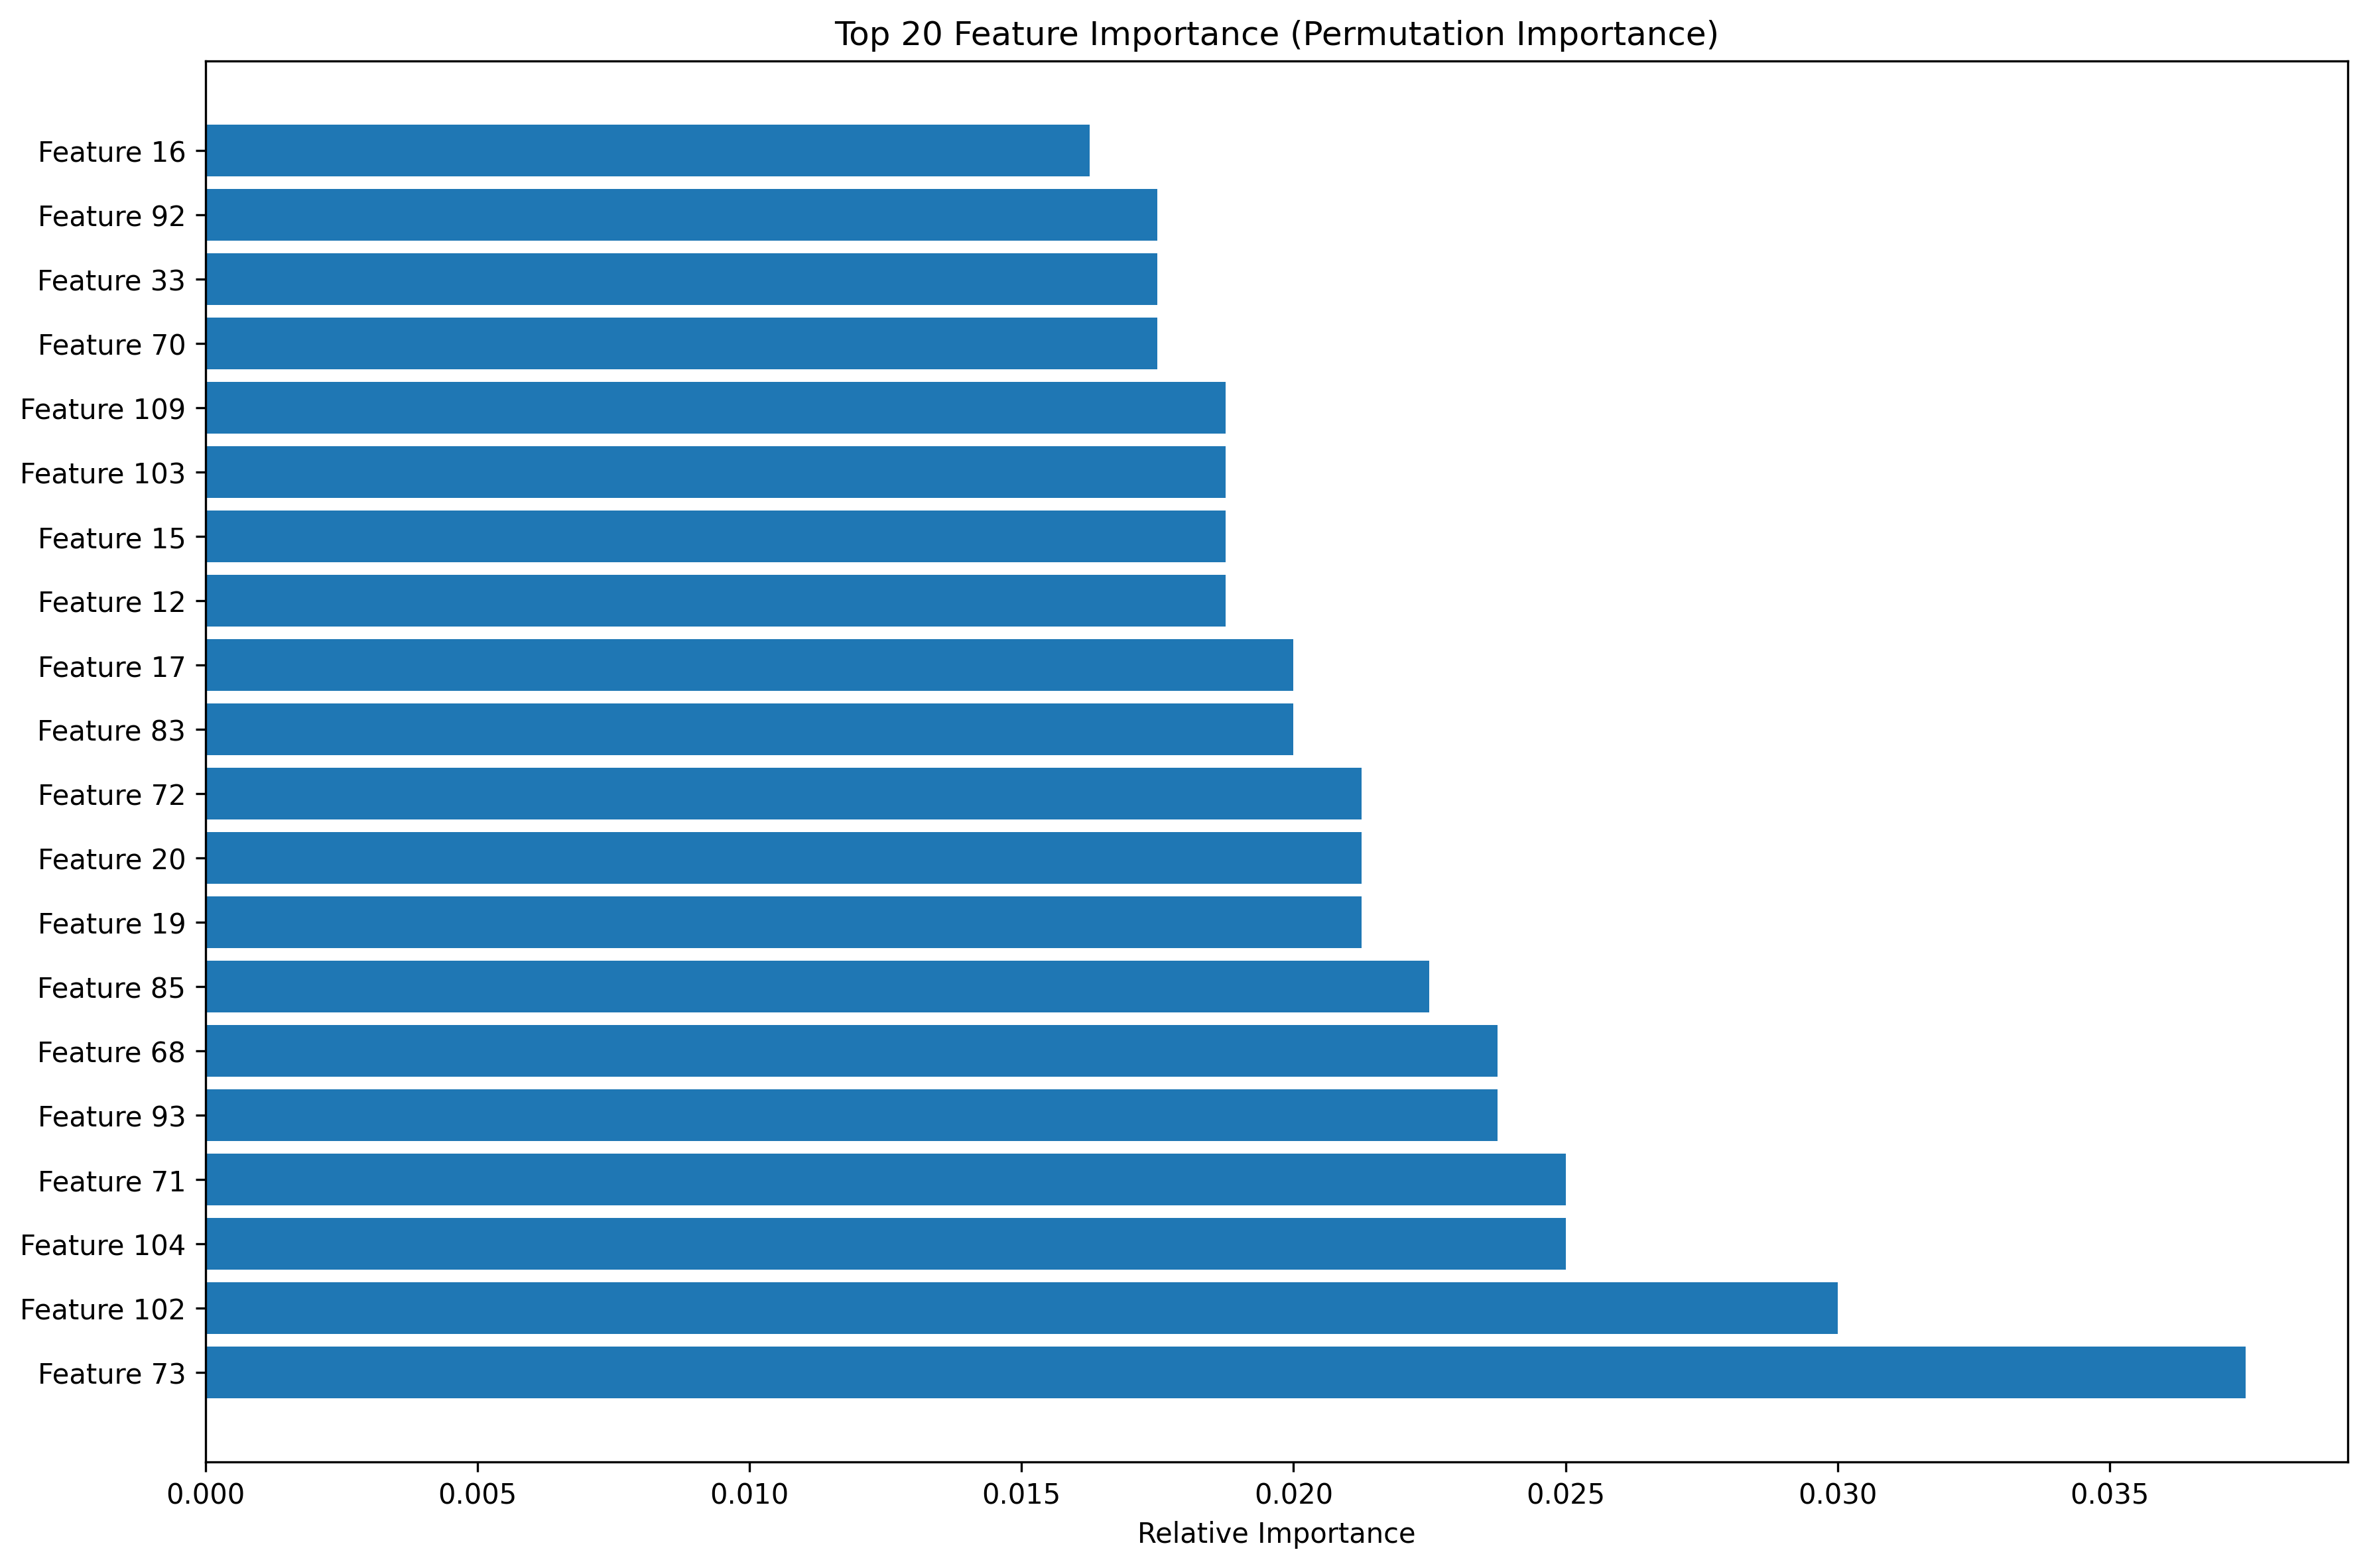 Top 20 Feature Importance (Permutation Importance)
Feature 16
Feature 92
Feature 33
Feature 70
Feature 109
Feature 103
Feature 15
Feature 12
Feature 17
Feature 83
Feature 72
Feature 20
Feature 19
Feature 85
Feature 68
Feature 93
Feature 71
Feature 104
Feature 102
Feature 73
0.000 0.005 0.010 0.015 0.020 0.025 0.030 0.035
Relative Importance